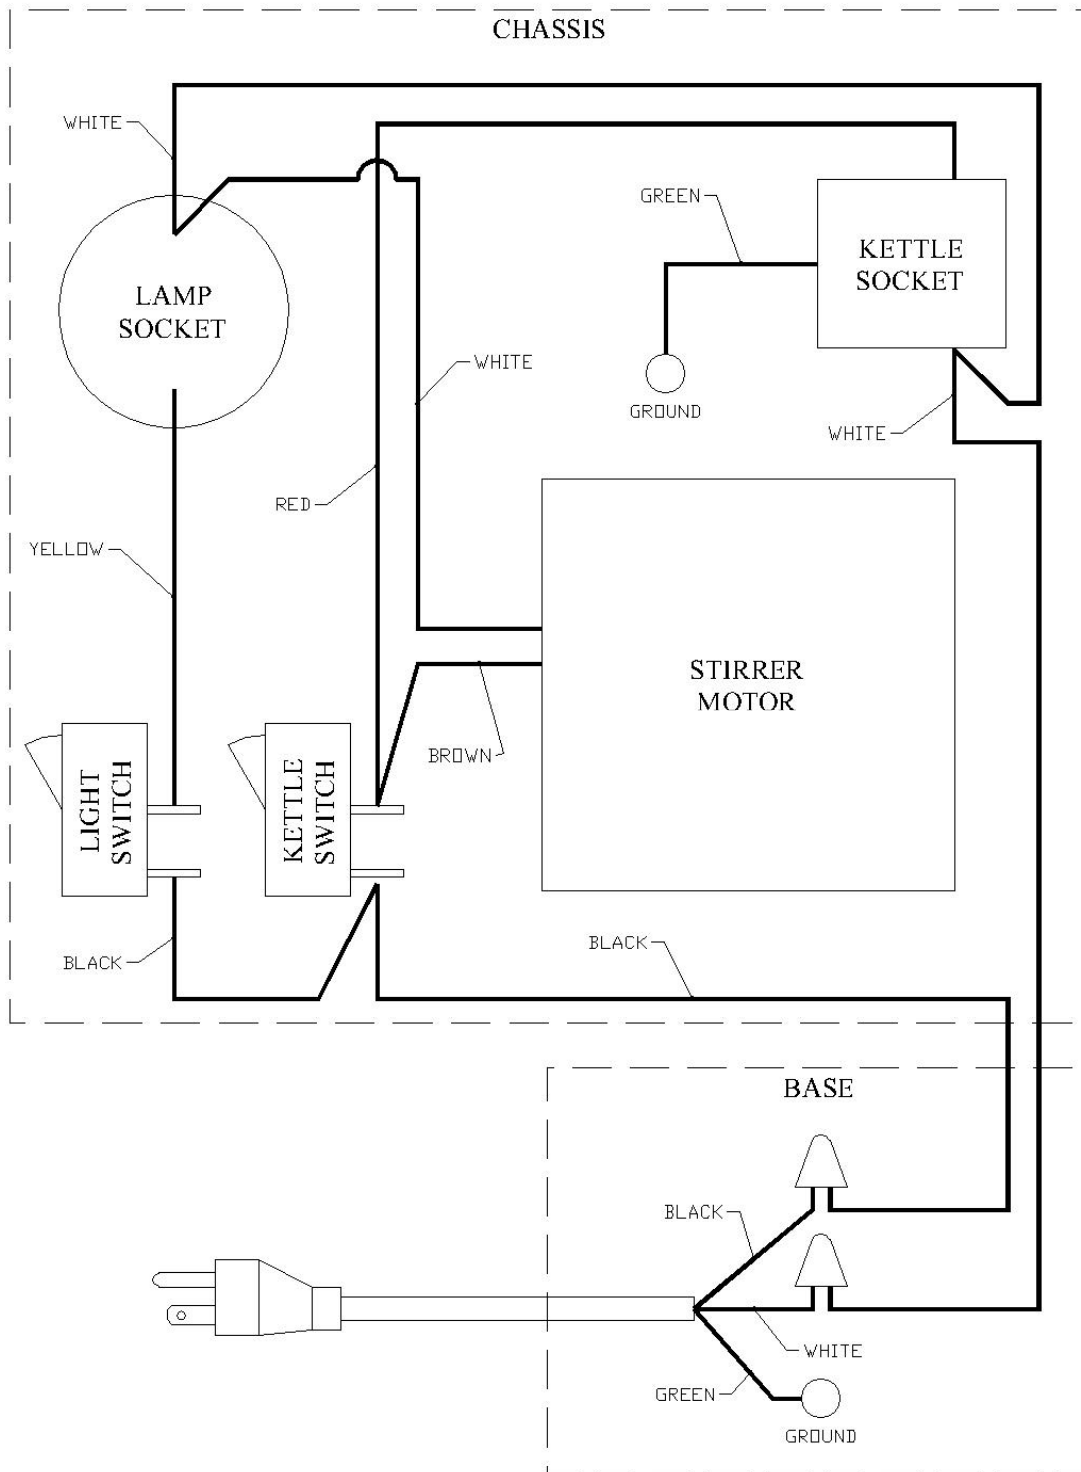 CHASSIS
WHITE
GREEN
KETTLE
SOCKET
LAMP
SOCKET
WHITE
GROUND
WHITE
RED
YELLOW
STIRRER
MOTOR
BROWN
LIGHT
SWITCH
KETTLE
SWITCH
BLACK
BLACK
BASE
BLACK
WHITE
GREEN
GROUND